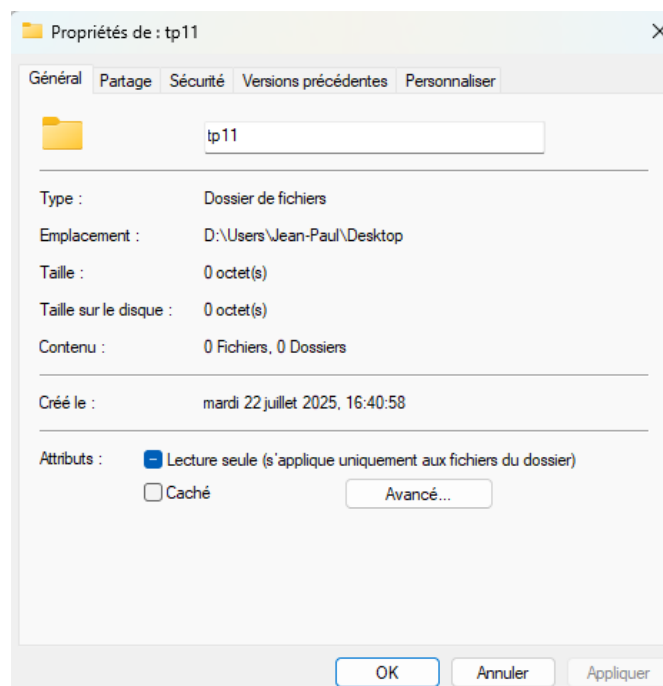 Propriétés de : tp11
Général Partage Sécurité Versions précédentes Personnaliser
tp11
Type : Dossier de fichiers
Emplacement : D:\Users\Jean-Paul\Desktop
Taille : 0 octet(s)
Taille sur le disque : 0 octet(s)
Contenu : 0 Fichiers, 0 Dossiers
Créé le : mardi 22 juillet 2025, 16:40:58
Attributs : Lecture seule (s'applique uniquement aux fichiers du dossier)
Caché Avancé...
OK Annuler Appliquer